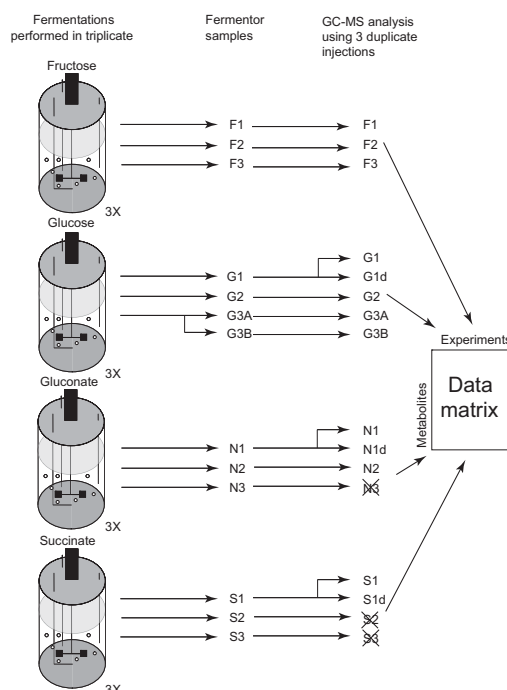 Fermentations performed in triplicate
Fermentor samples
GC-MS analysis using 3 duplicate injections
Fructose
F1 F1
F2 F2
F3 F3
3X
Glucose
G1
G1 G1d
G2 G2
G3A G3A
G3B G3B
3X
Experiments
Metabolites
Data matrix
Gluconate
N1
N1 N1d
N2 N2
N3 N3
3X
Succinate
S1
S1 S1d
S2 S2
S3 S3
3X